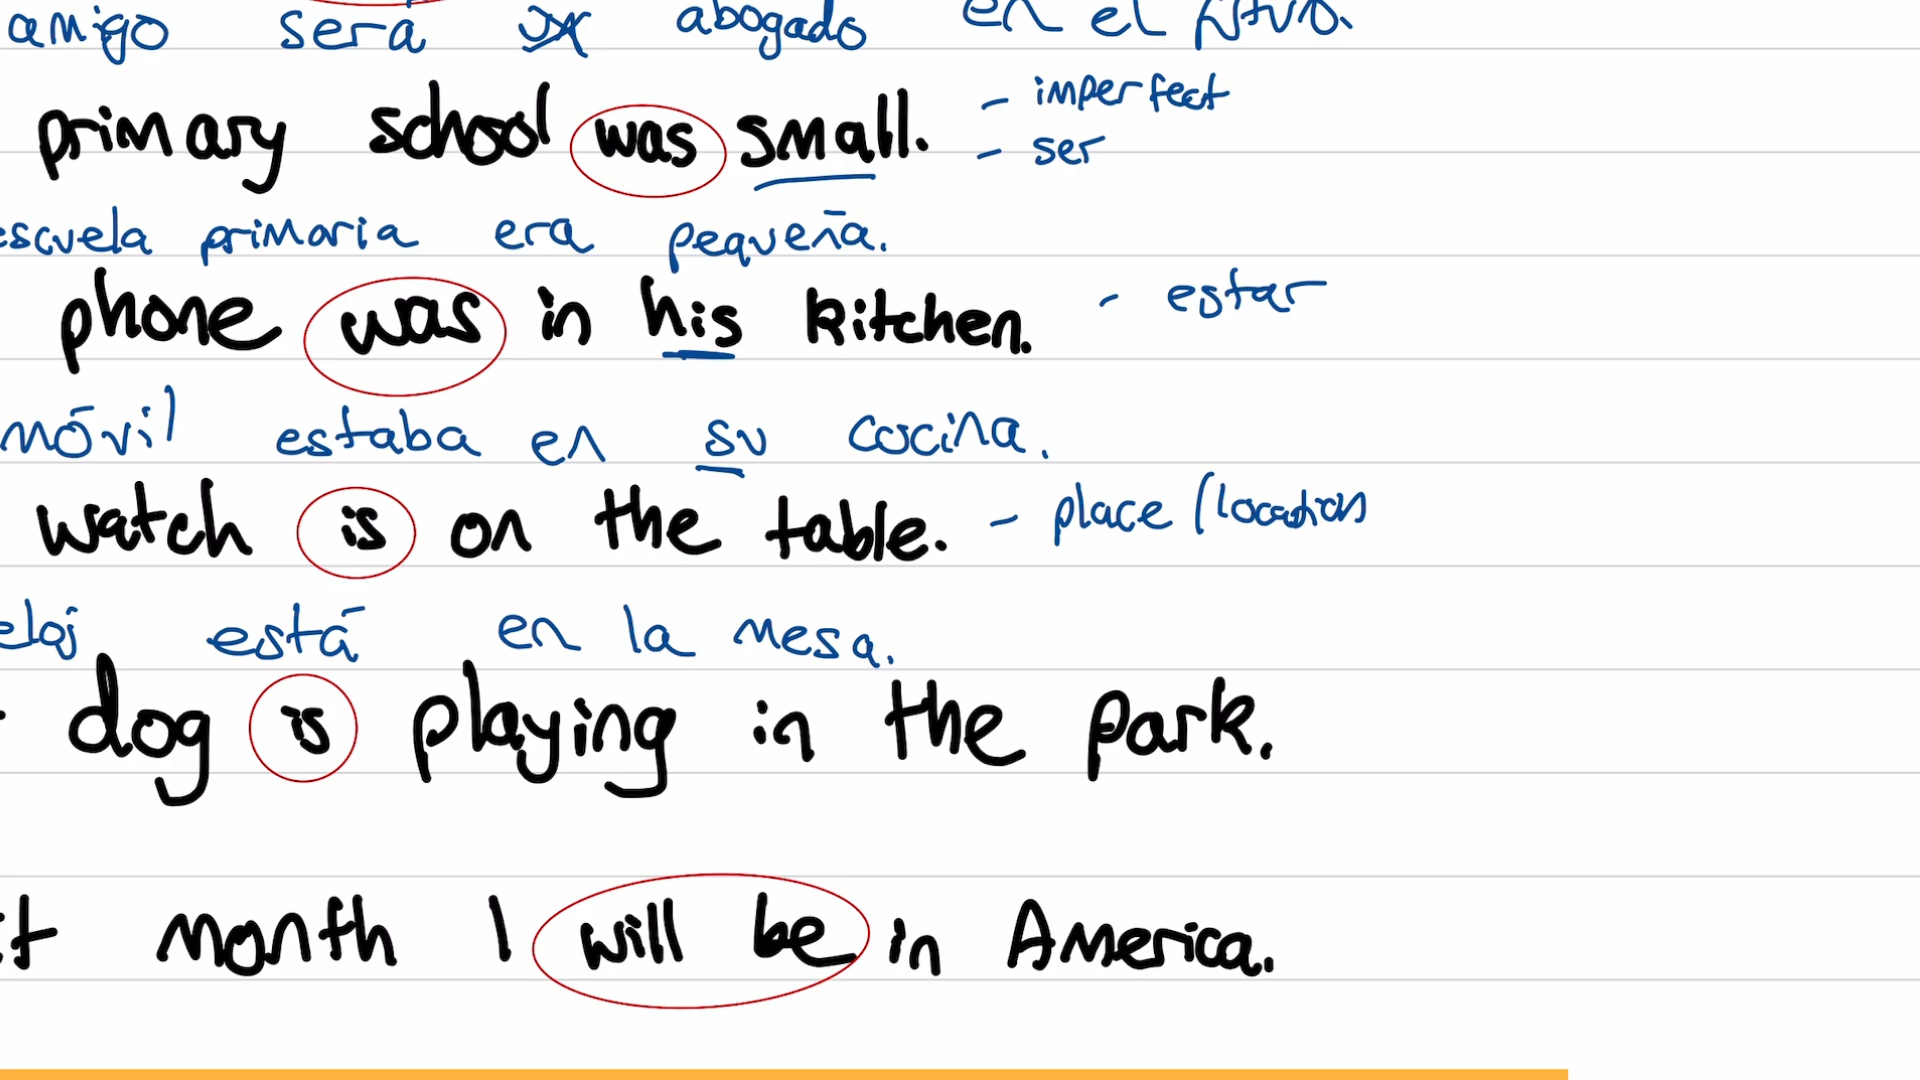 amigo será abogado en el futuro.
primary school was small. - imperfect
- ser
escuela primaria era pequeña.
phone was in his kitchen. - estar
móvil estaba en su cocina.
watch is on the table. - place/location
eloj está en la mesa.
dog is playing in the park.
month I will be in America.